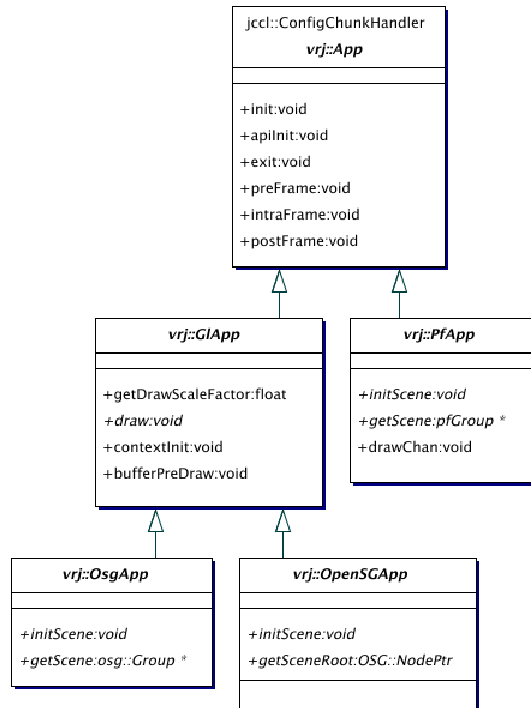 jccl::ConfigChunkHandler
vrj::App
+init:void
+apiInit:void
+exit:void
+preFrame:void
+intraFrame:void
+postFrame:void
vrj::GlApp
+getDrawScaleFactor:float
+draw:void
+contextInit:void
+bufferPreDraw:void
vrj::PfApp
+initScene:void
+getScene:pfGroup *
+drawChan:void
vrj::OsgApp
+initScene:void
+getScene:osg::Group *
vrj::OpenSGApp
+initScene:void
+getSceneRoot:OSG::NodePtr